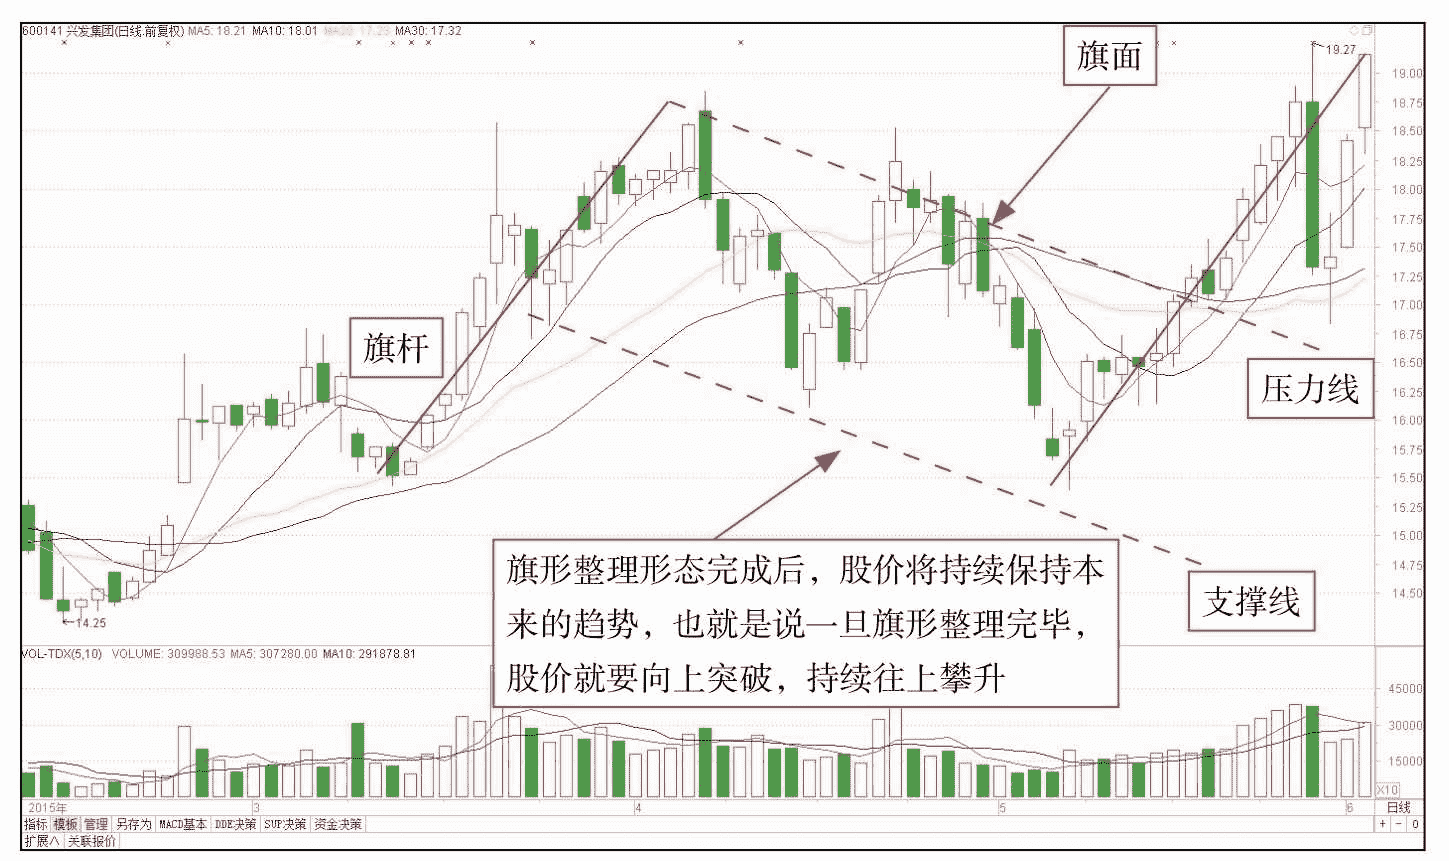 600141 兴发集团(日线.前复权) MA5: 18.21 MA10: 18.01 MA20: 17.29 MA30: 17.32
旗面
19.27
19.00
18.75
18.50
18.25
18.00
17.75
17.50
17.25
17.00
16.75
16.50
16.25
16.00
15.75
15.50
15.25
15.00
14.75
14.50
旗杆
压力线
支撑线
14.25
旗形整理形态完成后，股价将持续保持本
来的趋势，也就是说一旦旗形整理完毕，
股价就要向上突破，持续往上攀升
VOL-TDX(5,10) VOLUME: 309988.53 MA5: 307280.00 MA10: 291878.81
45000
30000
15000
X10
2015年 3 4 5 6 日线
指标 模板 管理 另存为 MACD基本 DDE决策 SUP决策 资金决策 + - 0
扩展∧ 关联报价